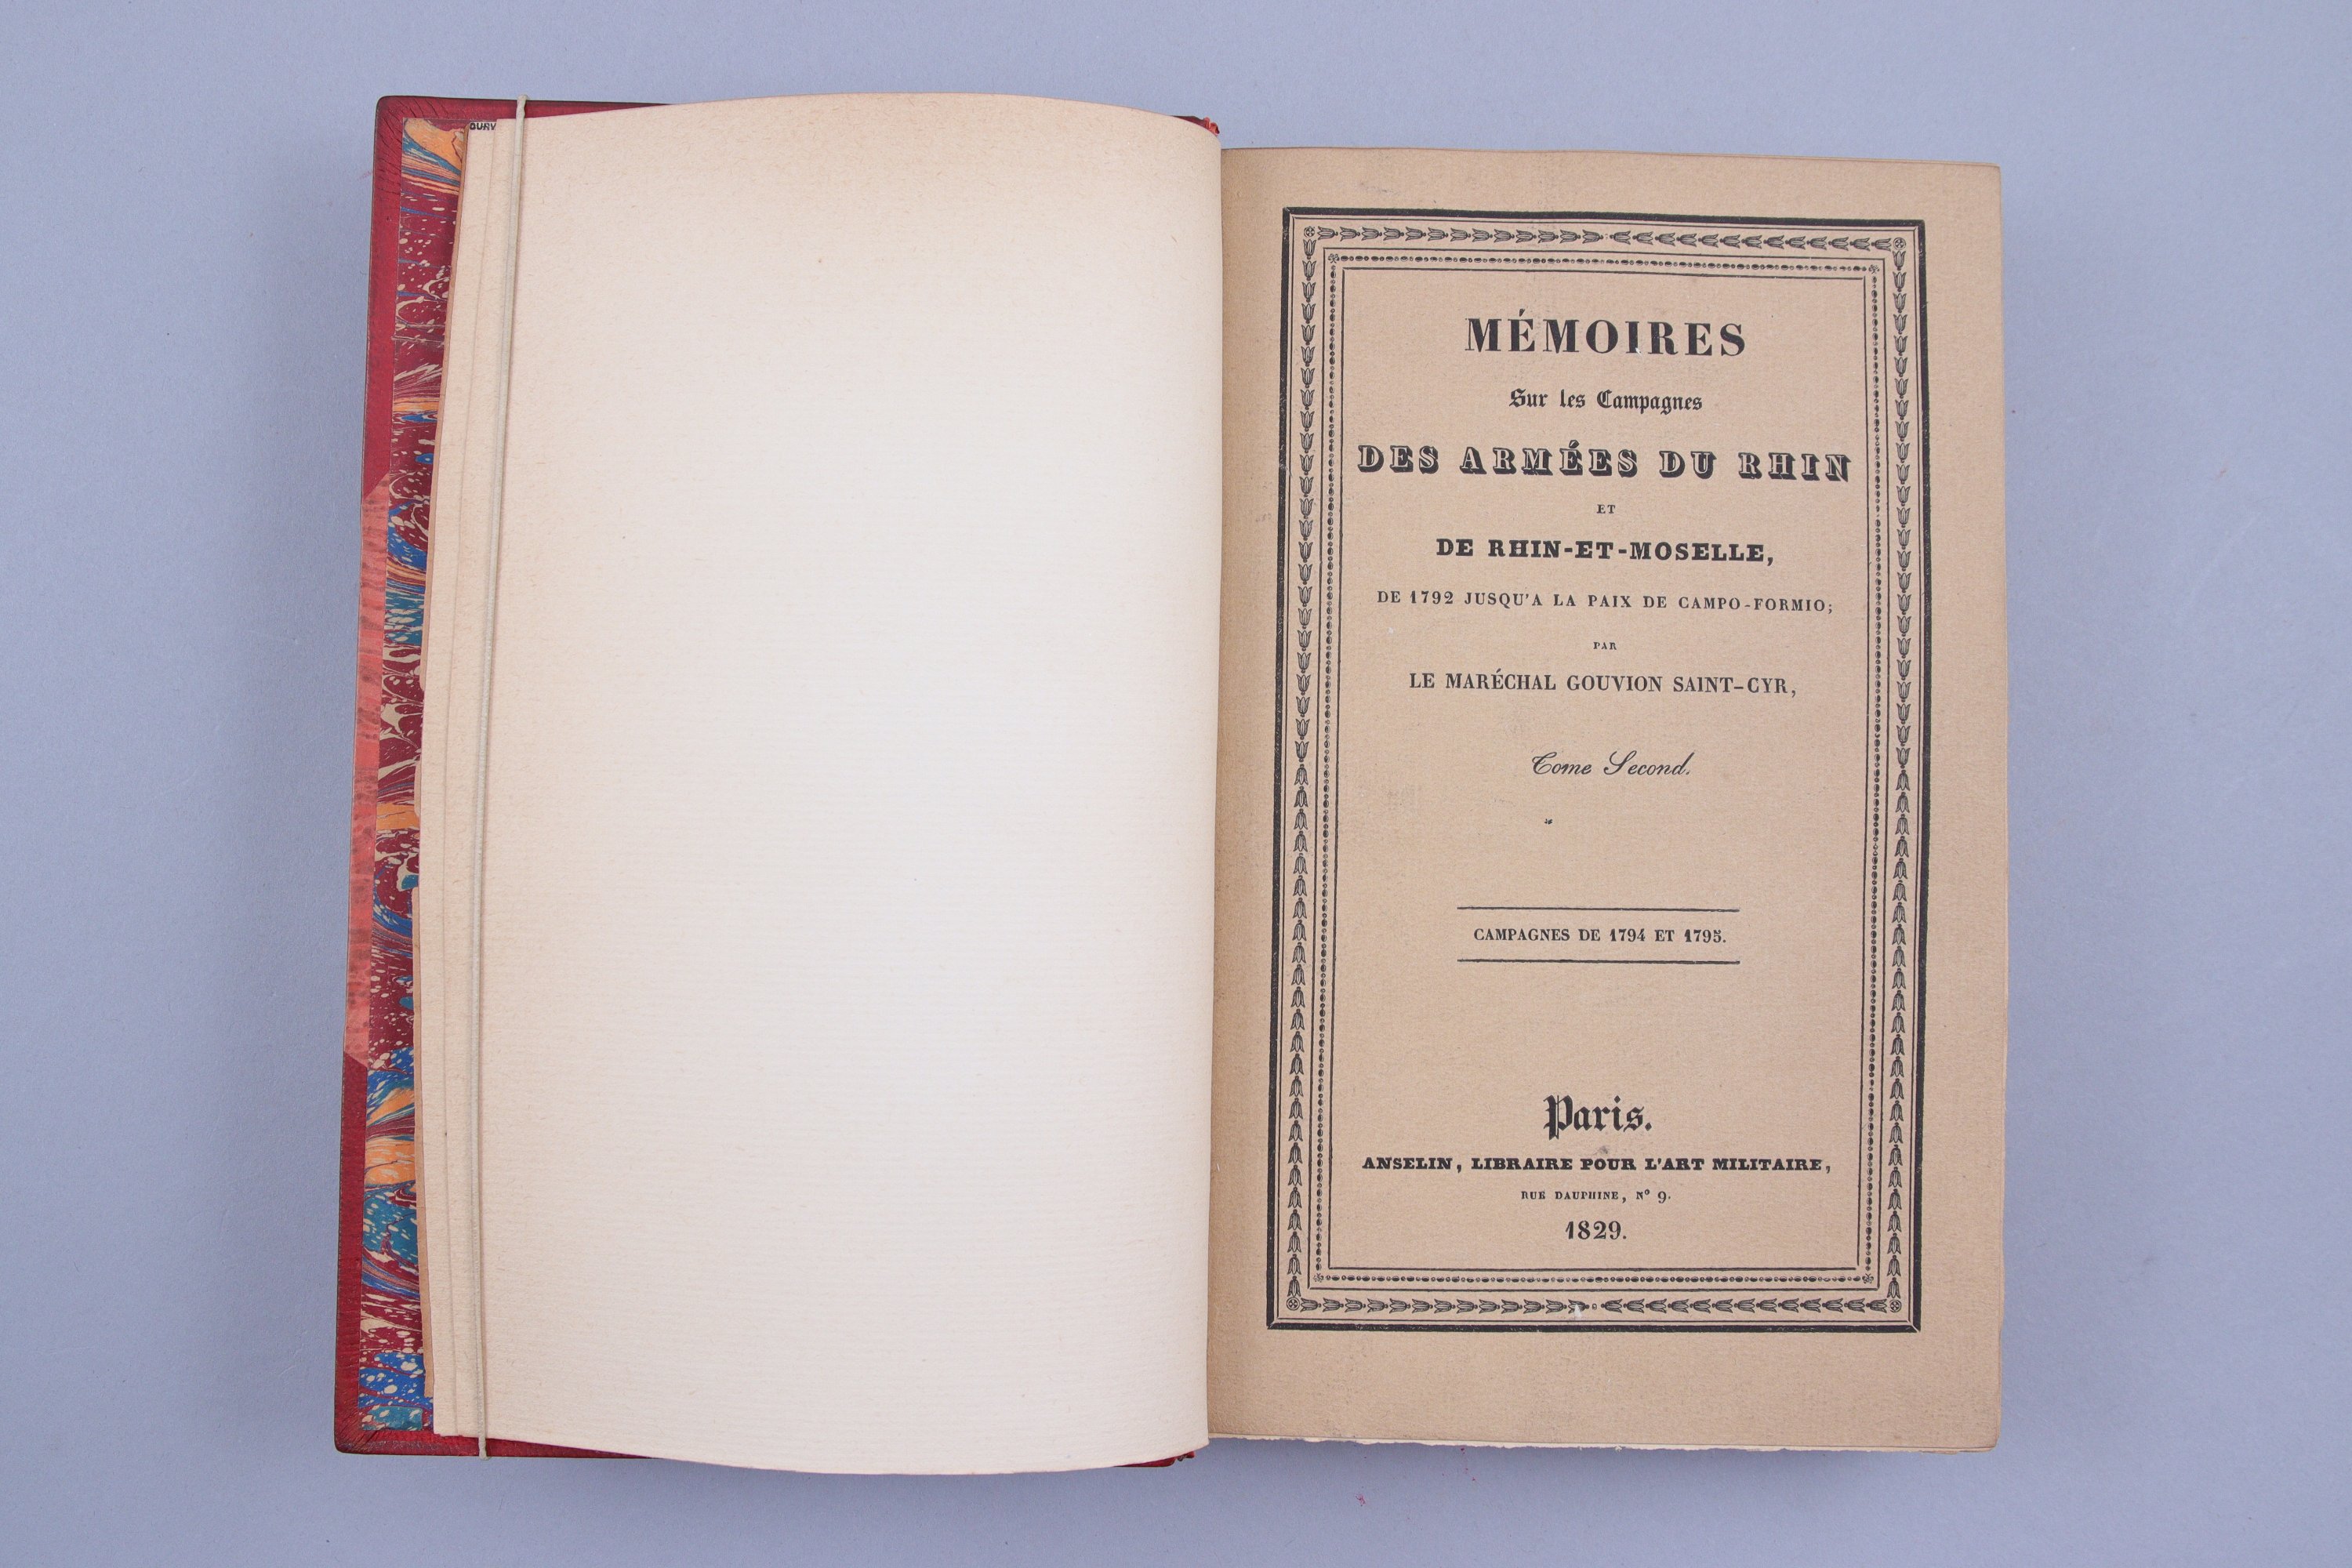 OURV
MÉMOIRES
Sur les Campagnes
DES ARMÉES DU RHIN
ET
DE RHIN-ET-MOSELLE,
DE 1792 JUSQU'A LA PAIX DE CAMPO-FORMIO;
PAR
LE MARÉCHAL GOUVION SAINT-CYR,
Tome Second.
CAMPAGNES DE 1794 ET 1795.
Paris.
ANSELIN, LIBRAIRE POUR L'ART MILITAIRE,
RUE DAUPHINE, Nº 9.
1829.